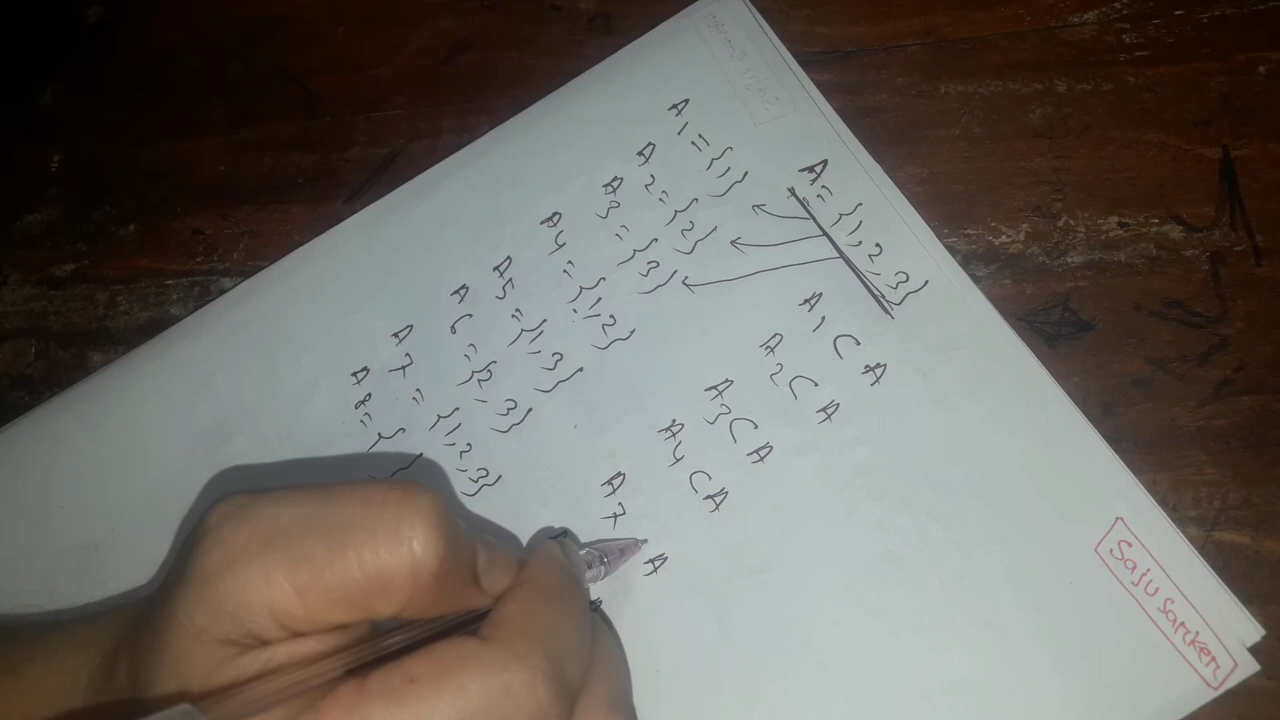 A = {1, 2, 3}
A1 = {1}
A2 = {2}
A3 = {3}
A4 = {1, 2}
A5 = {1, 3}
A6 = {2, 3}
A7 = {1, 2, 3}
A8 = {
A1 ⊂ A
A2 ⊂ A
A3 ⊂ A
A4 ⊂ A
A7 A
Saju Sarcker